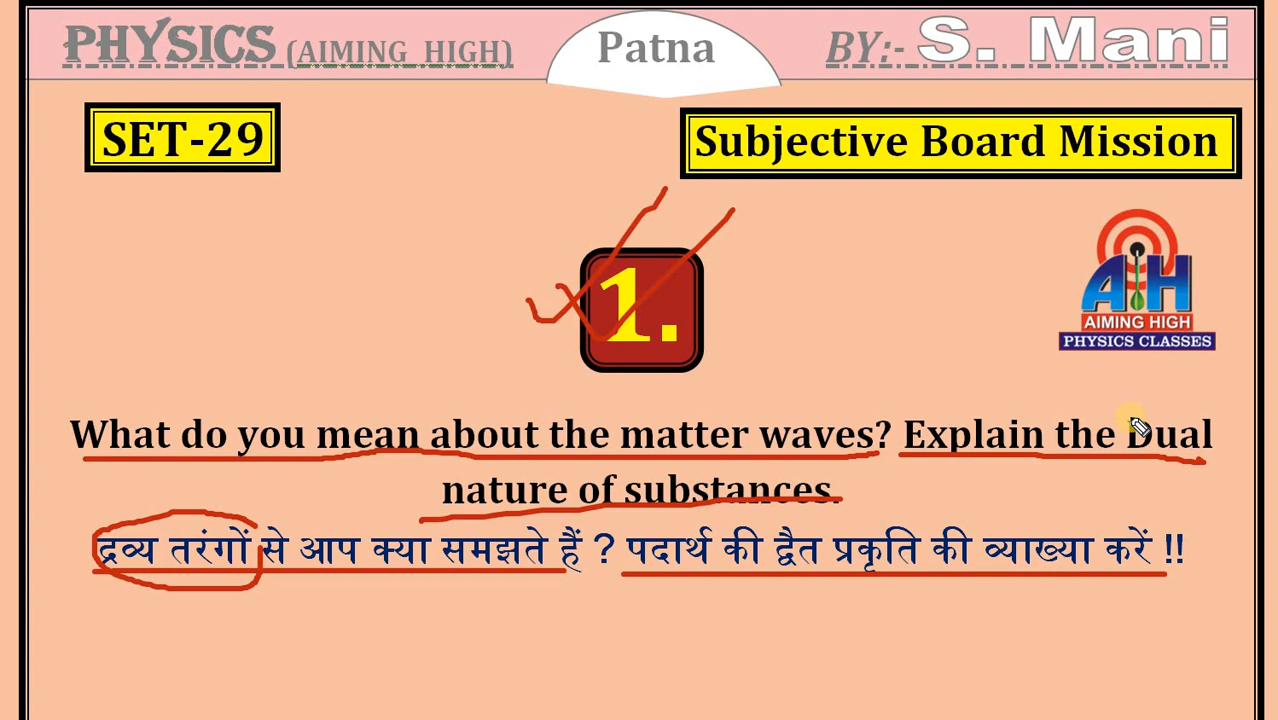 PHYSICS (AIMING HIGH) Patna BY:- S. Mani
SET-29 Subjective Board Mission
1.
AH
AIMING HIGH
PHYSICS CLASSES
What do you mean about the matter waves? Explain the Dual
nature of substances.
द्रव्य तरंगों से आप क्या समझते हैं ? पदार्थ की द्वैत प्रकृति की व्याख्या करें !!